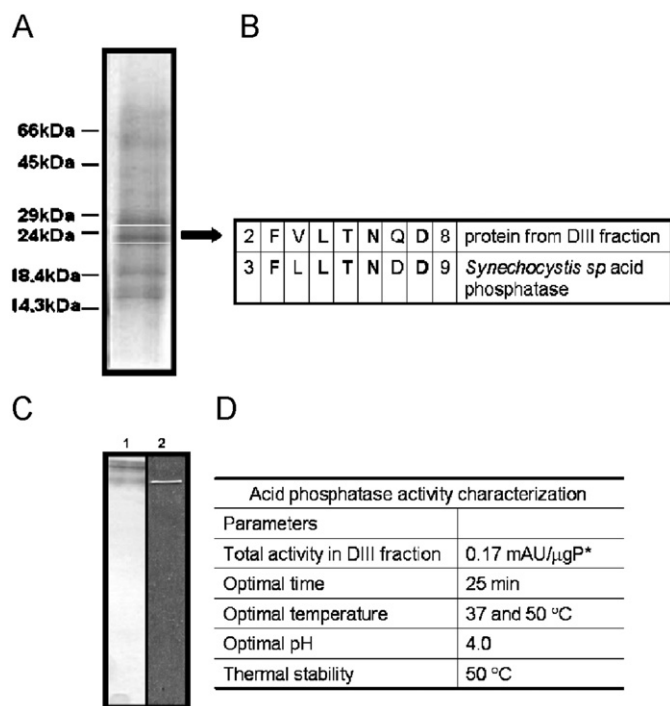 A
B
66kDa
45kDa
29kDa
24kDa
18.4kDa
14.3kDa
2 F V L T N Q D 8 protein from DIII fraction
3 F L L T N D D 9 Synechocystis sp acid
phosphatase
C
D
1 2
Acid phosphatase activity characterization
Parameters
Total activity in DIII fraction 0.17 mAU/μgP*
Optimal time 25 min
Optimal temperature 37 and 50 °C
Optimal pH 4.0
Thermal stability 50 °C